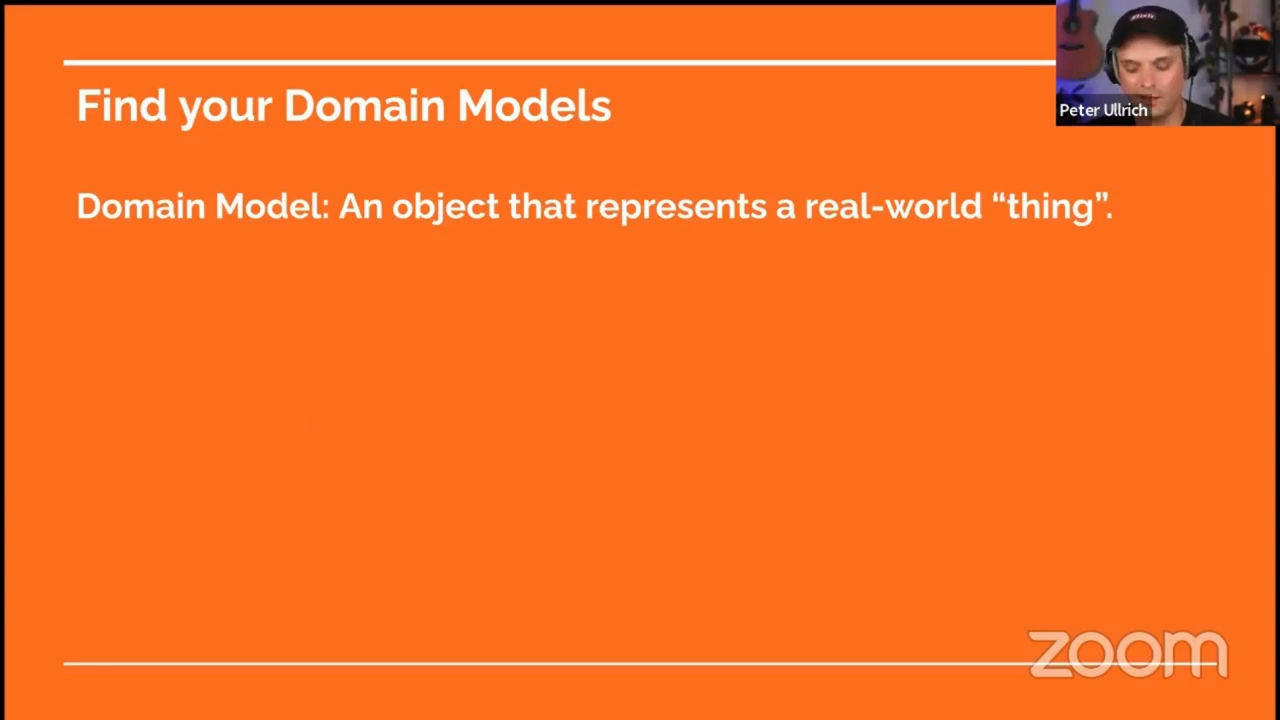 Find your Domain Models
Peter Ullrich
Domain Model: An object that represents a real-world “thing”.
zoom